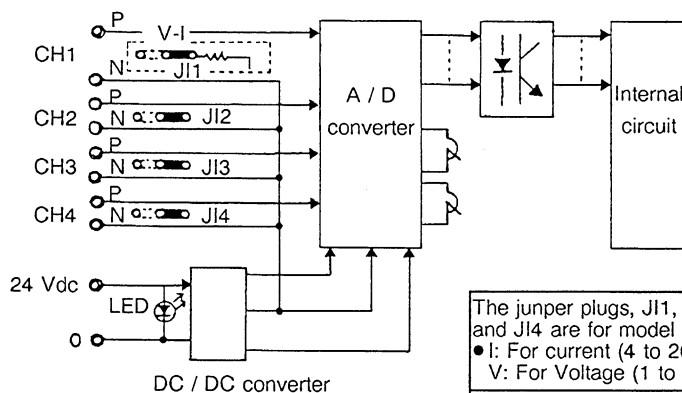 P V-I
CH1
JI1
N
P
A / D
converter
CH2
N JI2
P
CH3
N JI3
P
CH4
N JI4
Internal
circuit
24 Vdc
LED
0
DC / DC converter
The junper plugs, JI1,
and JI4 are for model
● I: For current (4 to
V: For Voltage (1 to